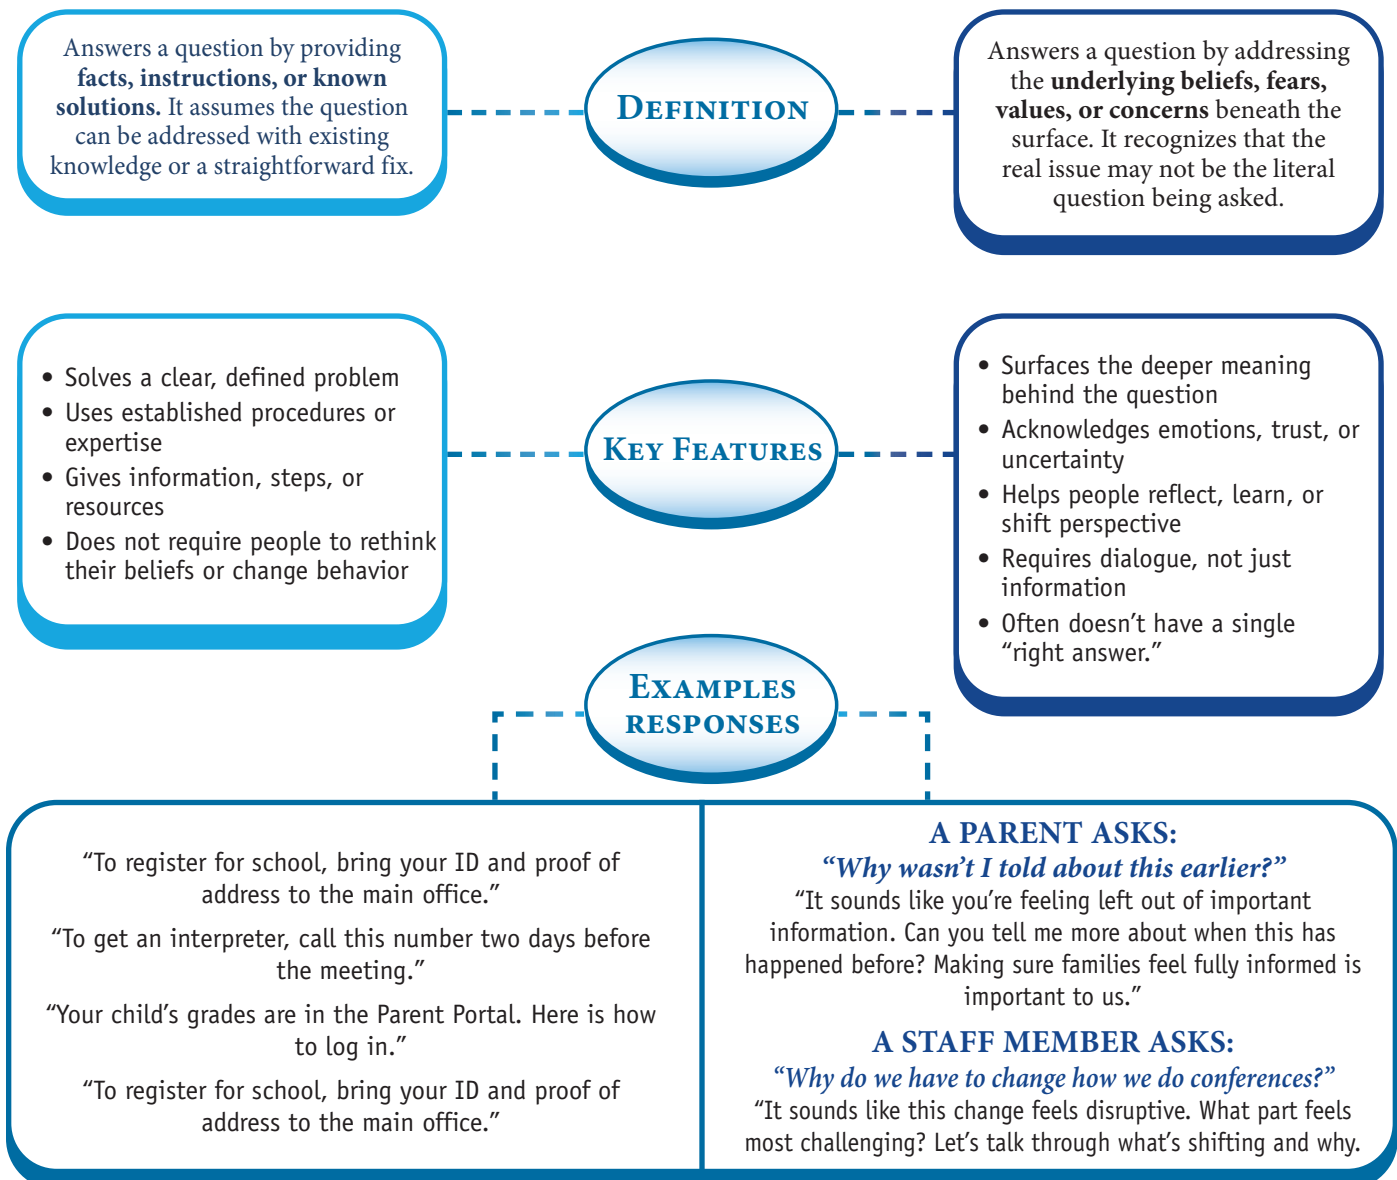 Answers a question by providing
facts, instructions, or known
solutions. It assumes the question
can be addressed with existing
knowledge or a straightforward fix.
DEFINITION
Answers a question by addressing
the underlying beliefs, fears,
values, or concerns beneath the
surface. It recognizes that the
real issue may not be the literal
question being asked.
• Solves a clear, defined problem
• Uses established procedures or
expertise
• Gives information, steps, or
resources
• Does not require people to rethink
their beliefs or change behavior
KEY FEATURES
• Surfaces the deeper meaning
behind the question
• Acknowledges emotions, trust, or
uncertainty
• Helps people reflect, learn, or
shift perspective
• Requires dialogue, not just
information
• Often doesn’t have a single
“right answer.”
EXAMPLES
RESPONSES
“To register for school, bring your ID and proof of
address to the main office.”
“To get an interpreter, call this number two days before
the meeting.”
“Your child’s grades are in the Parent Portal. Here is how
to log in.”
“To register for school, bring your ID and proof of
address to the main office.”
A PARENT ASKS:
“Why wasn’t I told about this earlier?”
“It sounds like you’re feeling left out of important
information. Can you tell me more about when this has
happened before? Making sure families feel fully informed is
important to us.”
A STAFF MEMBER ASKS:
“Why do we have to change how we do conferences?”
“It sounds like this change feels disruptive. What part feels
most challenging? Let’s talk through what’s shifting and why.